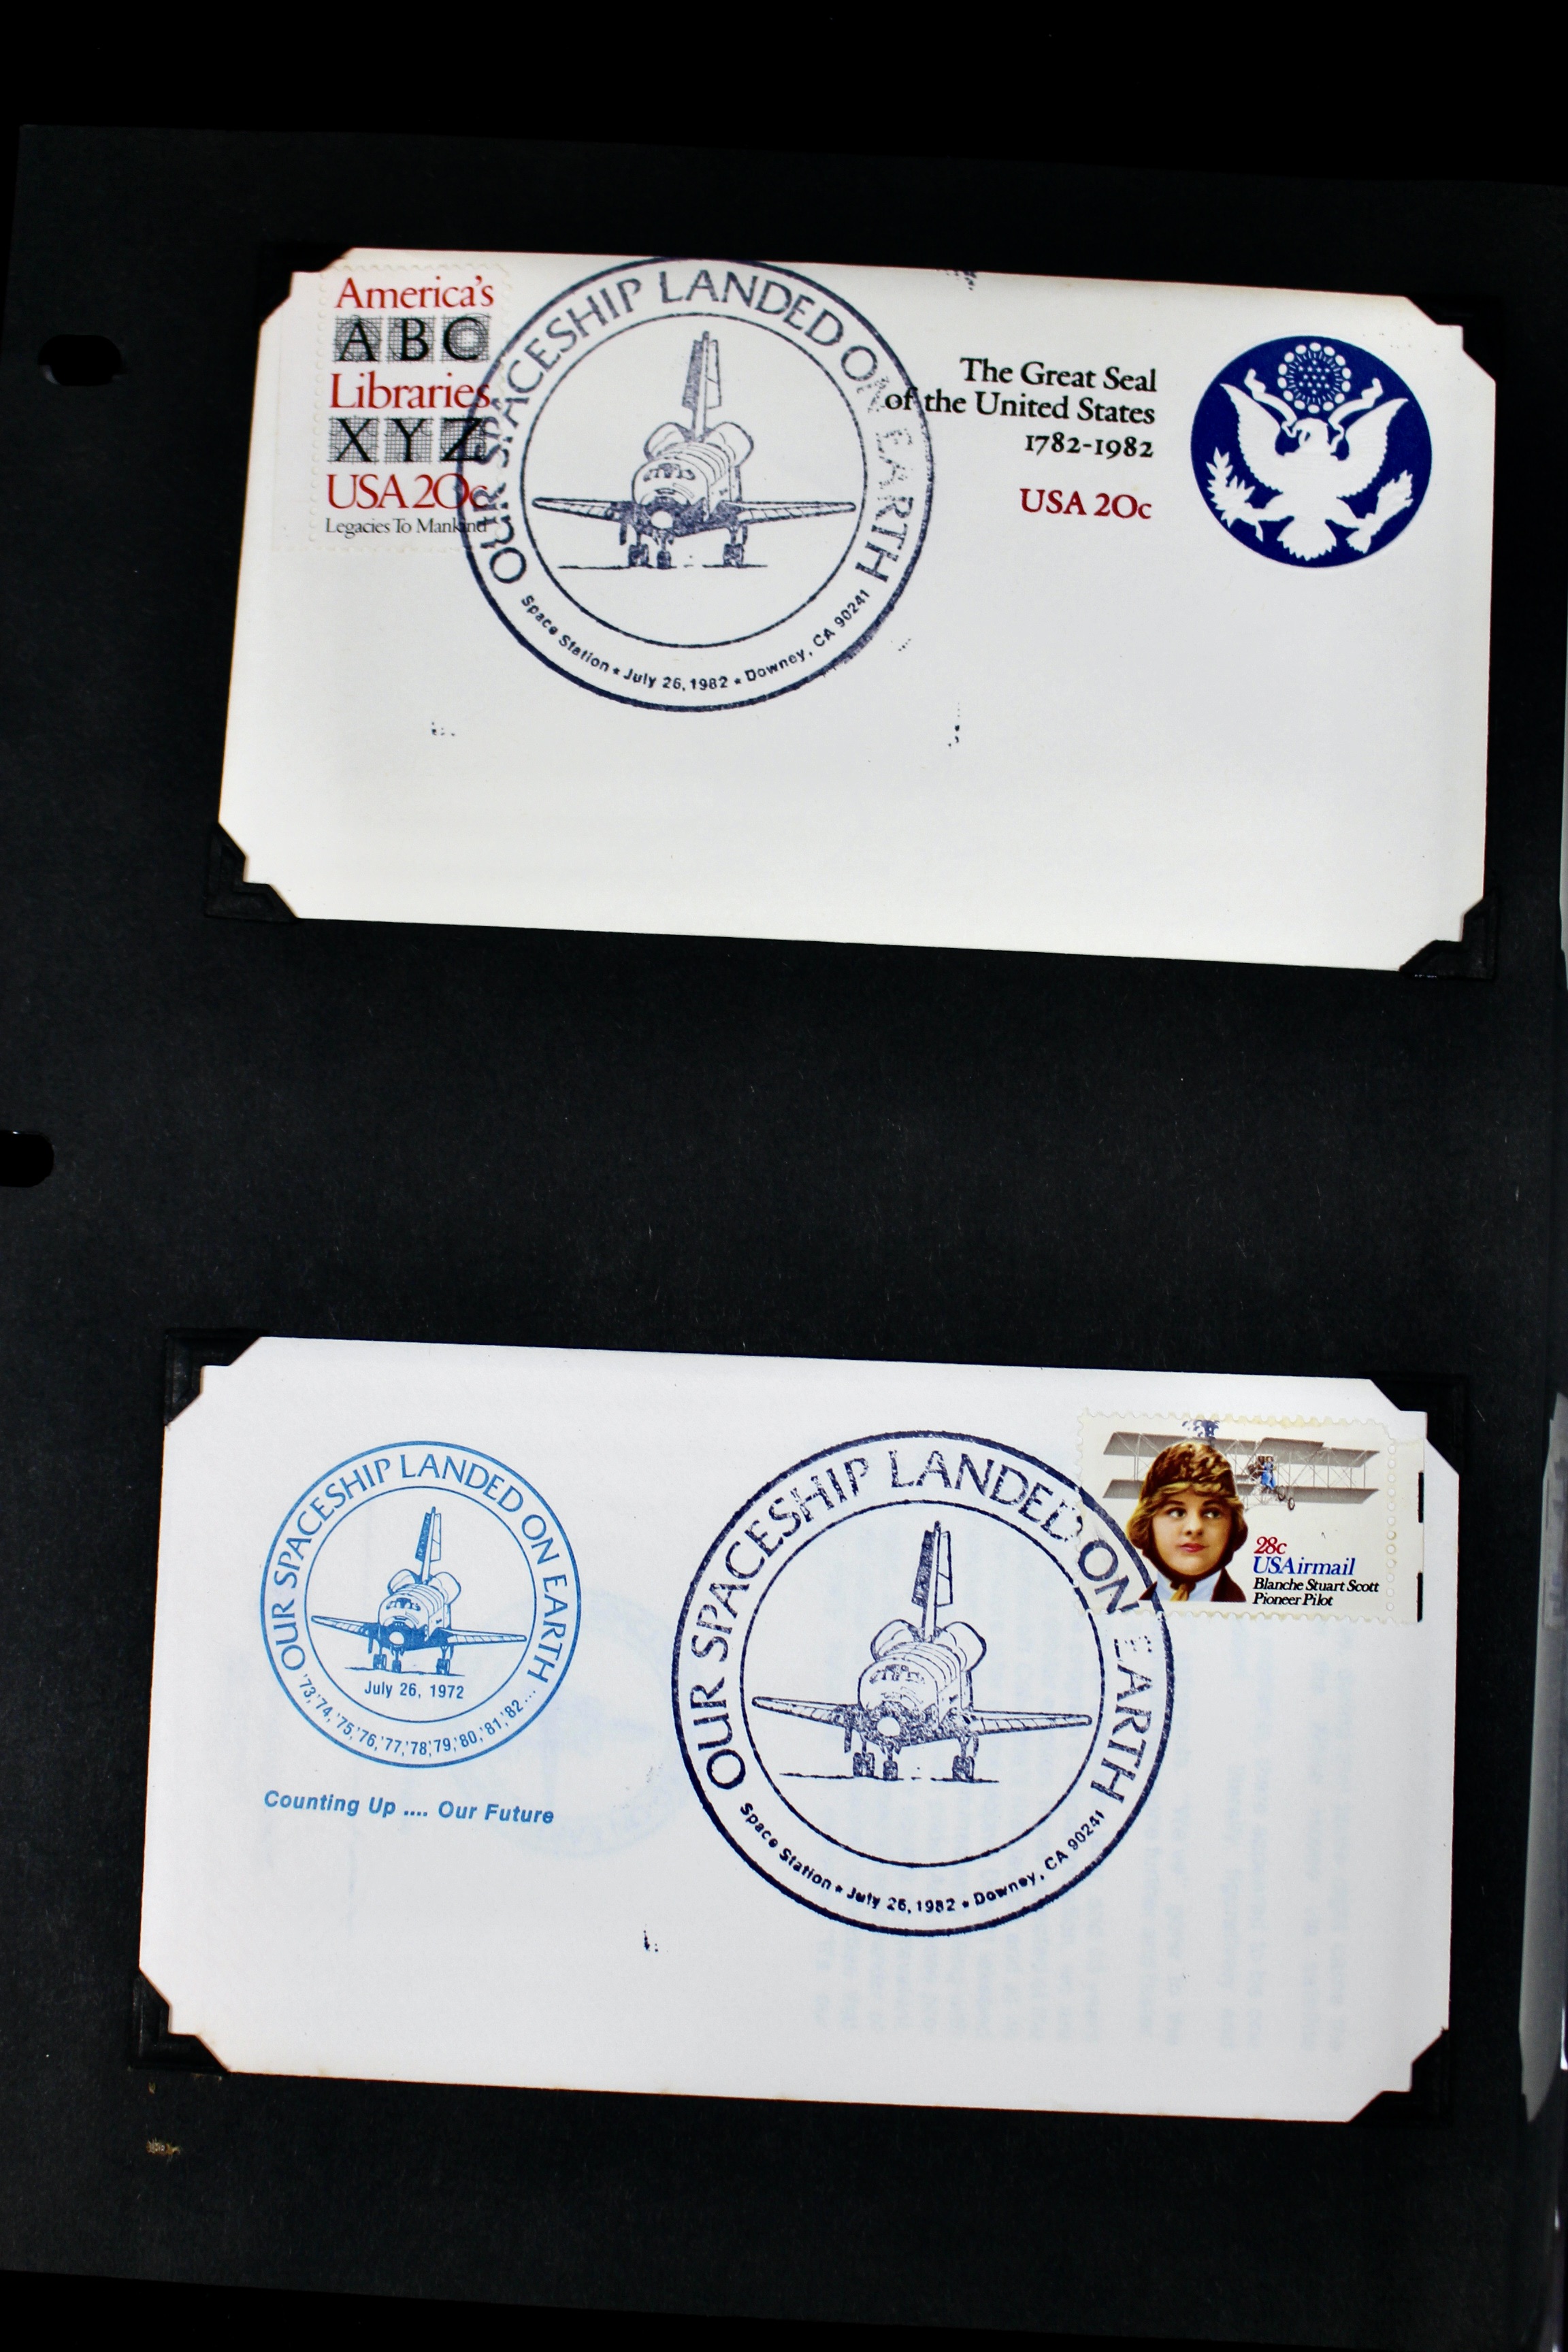 America's
ABC
Libraries
XYZ
USA 20c
Legacies To Mankind
OUR SPACESHIP LANDED ON EARTH
Space Station • July 26, 1982 • Downey, CA 90241
The Great Seal
of the United States
1782-1982
USA 20c
OUR SPACESHIP LANDED ON EARTH
July 26, 1972
'73,'74,'75,'76,'77,'78,'79,'80,'81,'82....
Counting Up .... Our Future
OUR SPACESHIP LANDED ON EARTH
Space Station • July 26, 1982 • Downey, CA 90241
28c
USAirmail
Blanche Stuart Scott
Pioneer Pilot